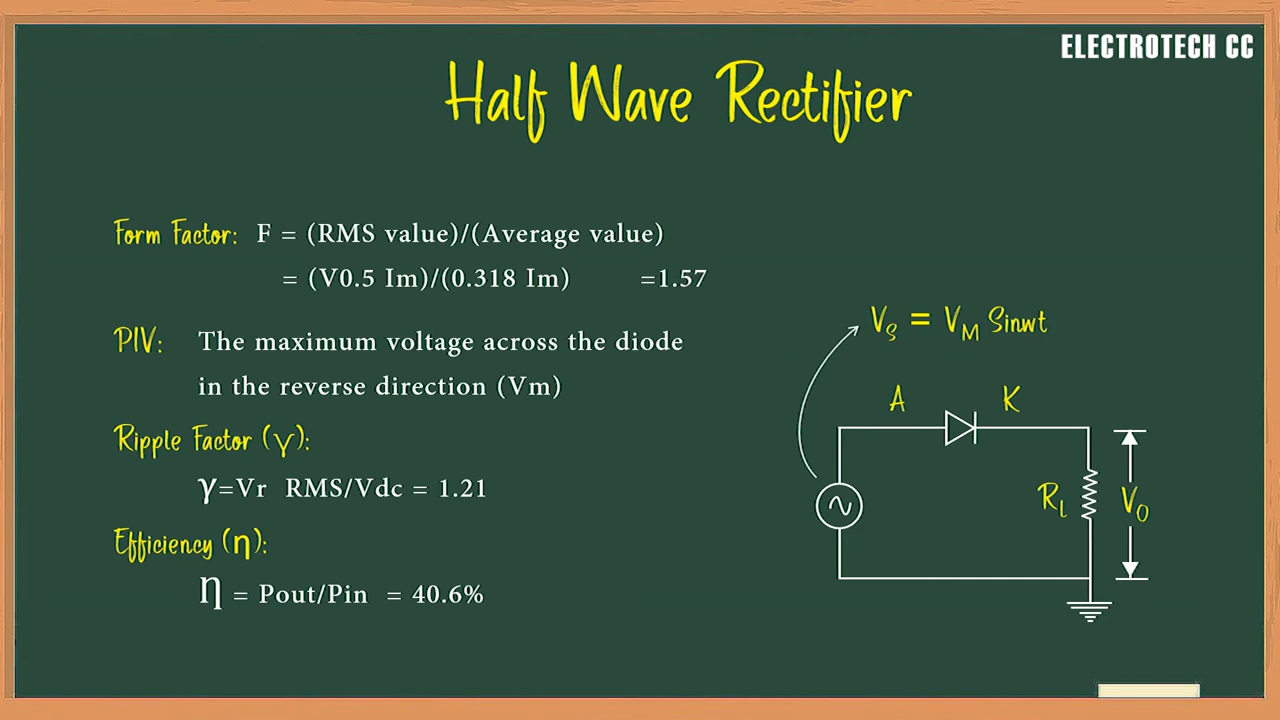 ELECTROTECH CC
Half Wave Rectifier
Form Factor: F = (RMS value)/(Average value)
= (V0.5 Im)/(0.318 Im) =1.57
PIV: The maximum voltage across the diode
in the reverse direction (Vm)
Ripple Factor (γ):
γ=Vr RMS/Vdc = 1.21
Efficiency (η):
η = Pout/Pin = 40.6%
VS = VM Sinwt
A K
RL VO